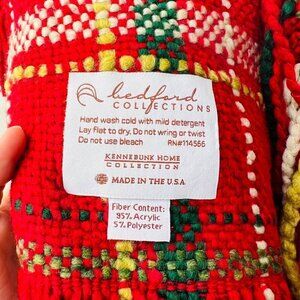 bedford
COLLECTIONS
Hand wash cold with mild detergent
Lay flat to dry. Do not wring or twist
Do not use bleach RN#114566
KENNEBUNK HOME
COLLECTION
MADE IN THE U.S.A
Fiber Content:
95% Acrylic
5% Polyester